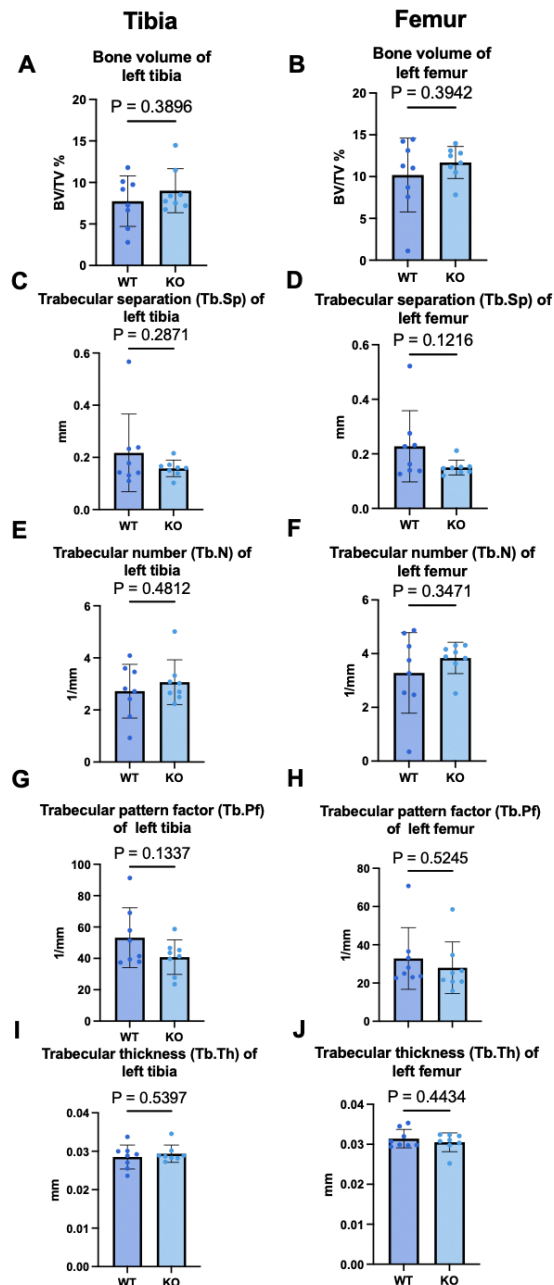 Tibia
Femur
A
Bone volume of
left tibia
P = 0.3896
20
15
10
5
0
BV/TV %
WT
KO
B
Bone volume of
left femur
P = 0.3942
20
15
10
5
0
BV/TV %
WT
KO
C
Trabecular separation (Tb.Sp) of
left tibia
P = 0.2871
0.6
0.4
0.2
0.0
mm
WT
KO
D
Trabecular separation (Tb.Sp) of
left femur
P = 0.1216
0.6
0.4
0.2
0.0
mm
WT
KO
E
Trabecular number (Tb.N) of
left tibia
P = 0.4812
6
4
2
0
1/mm
WT
KO
F
Trabecular number (Tb.N) of
left femur
P = 0.3471
6
4
2
0
1/mm
WT
KO
G
Trabecular pattern factor (Tb.Pf)
of left tibia
P = 0.1337
100
80
60
40
20
0
1/mm
WT
KO
H
Trabecular pattern factor (Tb.Pf)
of left femur
P = 0.5245
80
60
40
20
0
1/mm
WT
KO
I
Trabecular thickness (Tb.Th) of
left tibia
P = 0.5397
0.04
0.03
0.02
0.01
0.00
mm
WT
KO
J
Trabecular thickness (Tb.Th) of
left femur
P = 0.4434
0.04
0.03
0.02
0.01
0.00
mm
WT
KO